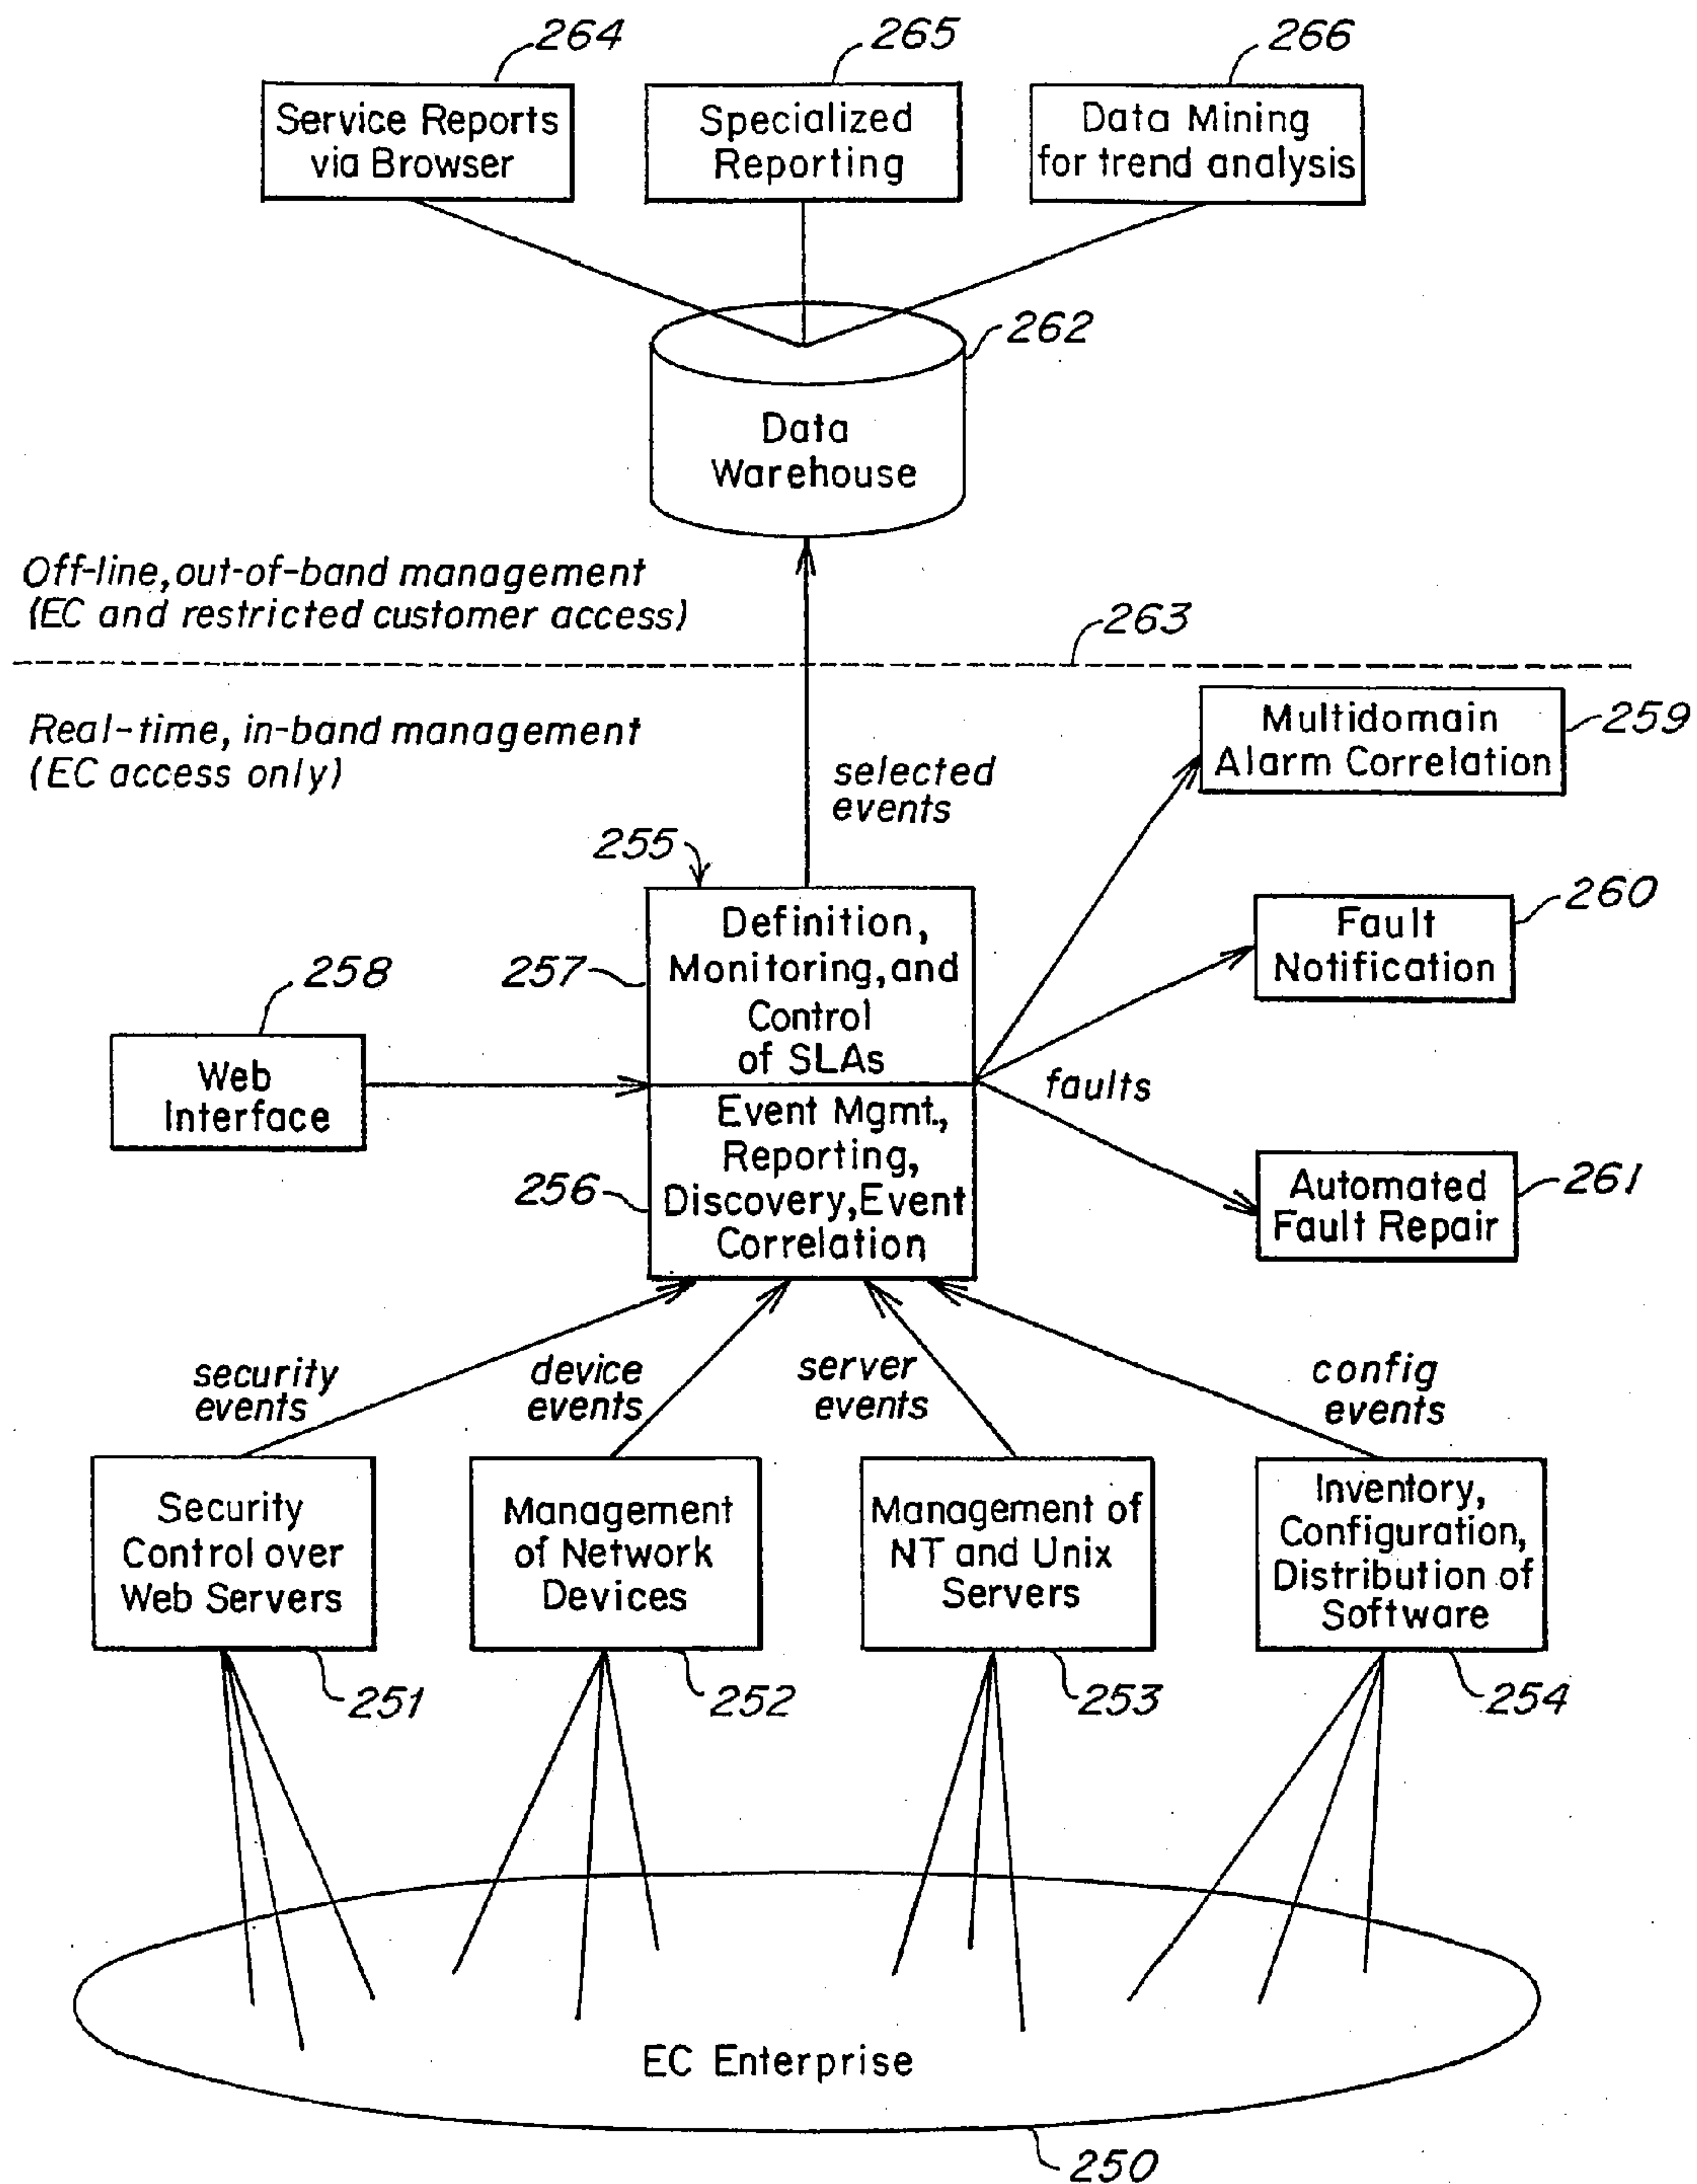 264
265
266
Service Reports
via Browser
Specialized
Reporting
Data Mining
for trend analysis
262
Data
Warehouse
Off-line, out-of-band management
(EC and restricted customer access)
263
Real-time, in-band management
(EC access only)
selected
events
Multidomain
Alarm Correlation
259
255
Definition,
Monitoring, and
Control
of SLAs
257
260
Fault
Notification
258
Web
Interface
faults
Event Mgmt.,
Reporting,
Discovery, Event
Correlation
256
Automated
Fault Repair
261
security
events
device
events
server
events
config
events
Security
Control over
Web Servers
Management
of Network
Devices
Management of
NT and Unix
Servers
Inventory,
Configuration,
Distribution of
Software
251
252
253
254
EC Enterprise
250